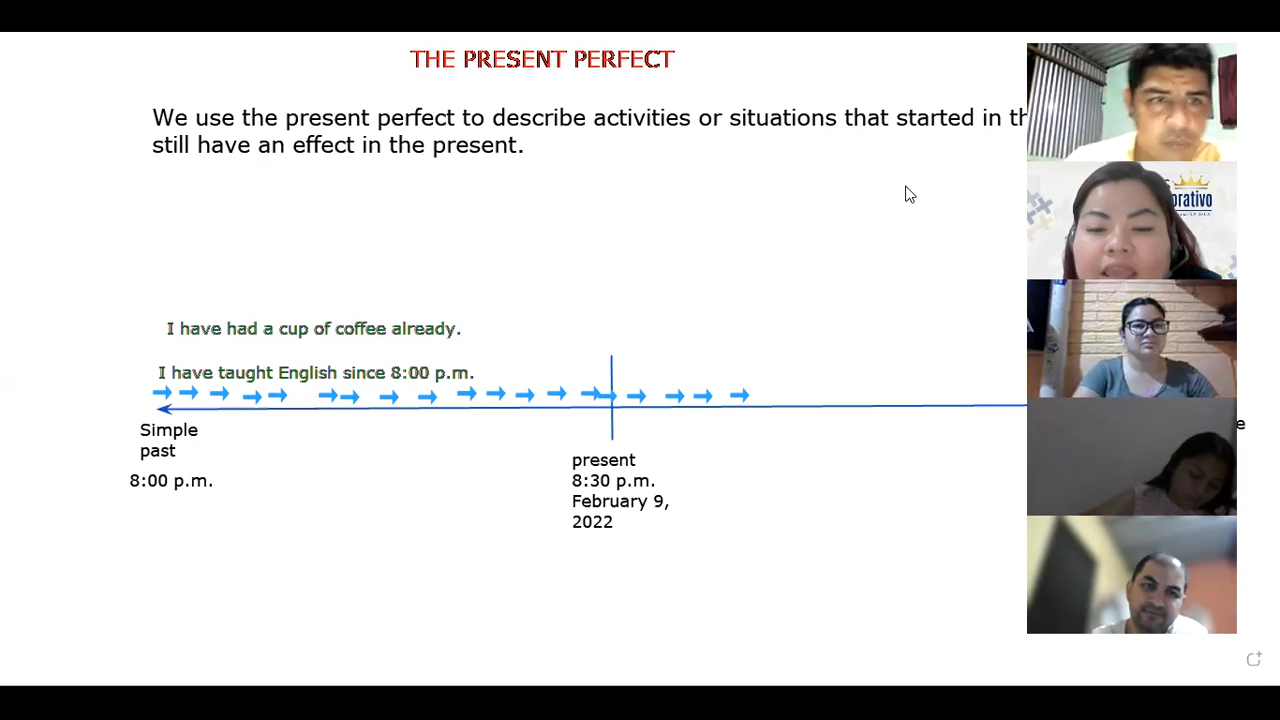 THE PRESENT PERFECT
We use the present perfect to describe activities or situations that started in
still have an effect in the present.
I have had a cup of coffee already.
I have taught English since 8:00 p.m.
Simple
past
8:00 p.m.
present
8:30 p.m.
February 9,
2022